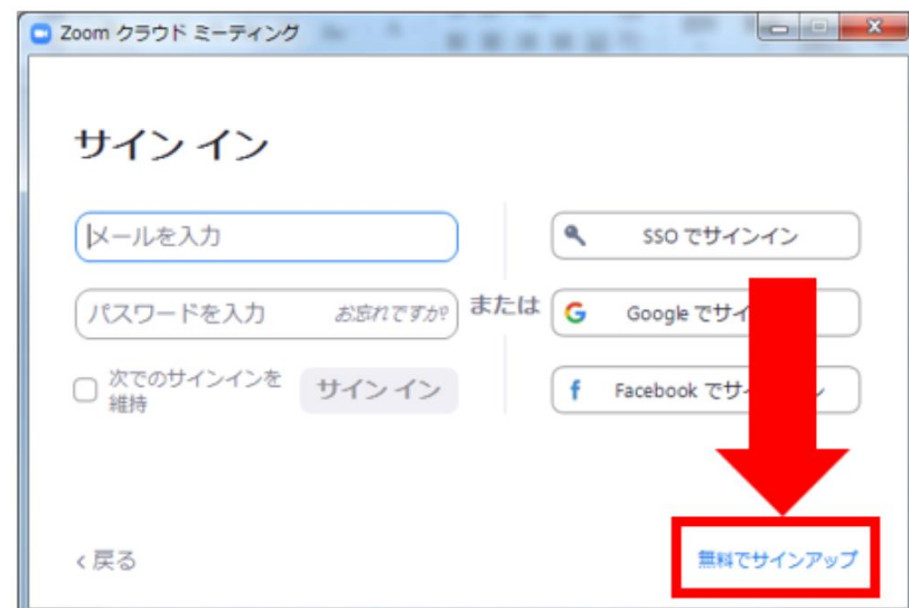 Zoom クラウド ミーティング
サイン イン
メールを入力
パスワードを入力 お忘れですか?
次でのサインインを
維持
サイン イン
または
SSO でサインイン
Google でサイ
Facebook でサ
‹ 戻る
無料でサインアップ